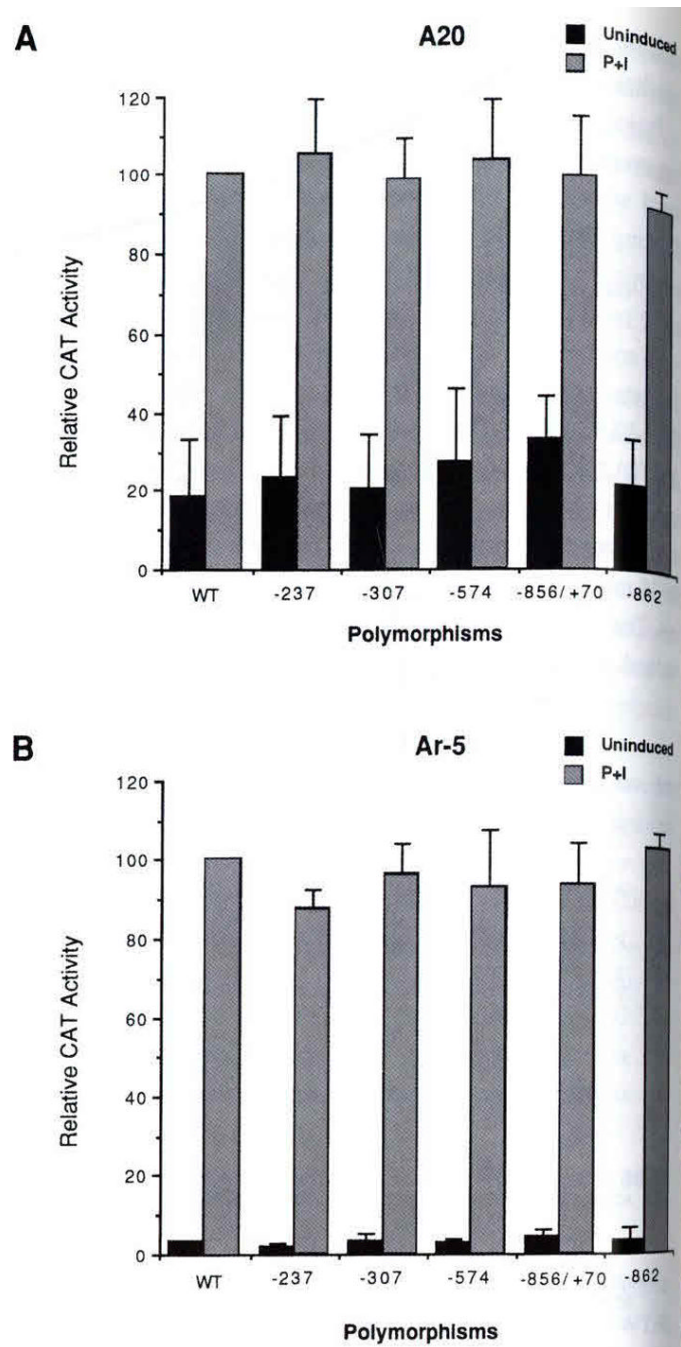 A
A20
Uninduced
P+I
120
100
80
60
40
20
0
Relative CAT Activity
WT -237 -307 -574 -856/+70 -862
Polymorphisms
B
Ar-5
Uninduced
P+I
120
100
80
60
40
20
0
Relative CAT Activity
WT -237 -307 -574 -856/+70 -862
Polymorphisms